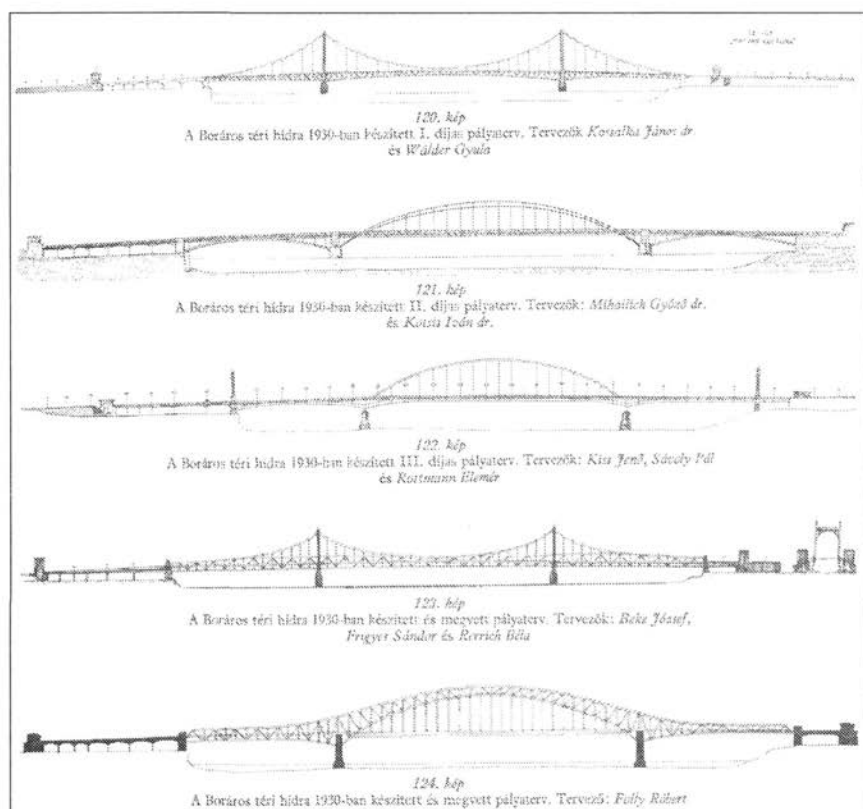 120. kép
A Boráros téri hídra 1930-ban készített I. díjas pályaterv. Tervezők Kossalka János dr
és Wälder Gyula
121. kép
A Boráros téri hídra 1930-ban készített II. díjas pályaterv. Tervezők: Mihailich Győző dr.
és Kotsis Iván dr.
122. kép
A Boráros téri hídra 1930-ban készített III. díjas pályaterv. Tervezők: Kiss Jenő, Sávoly Pál
és Rottmann Elemér
123. kép
A Boráros téri hídra 1930-ban készített és megvett pályaterv. Tervezők: Beke József,
Frigyes Sándor és Rerrich Béla
124. kép
A Boráros téri hídra 1930-ban készített és megvett pályaterv. Tervező: Folly Róbert